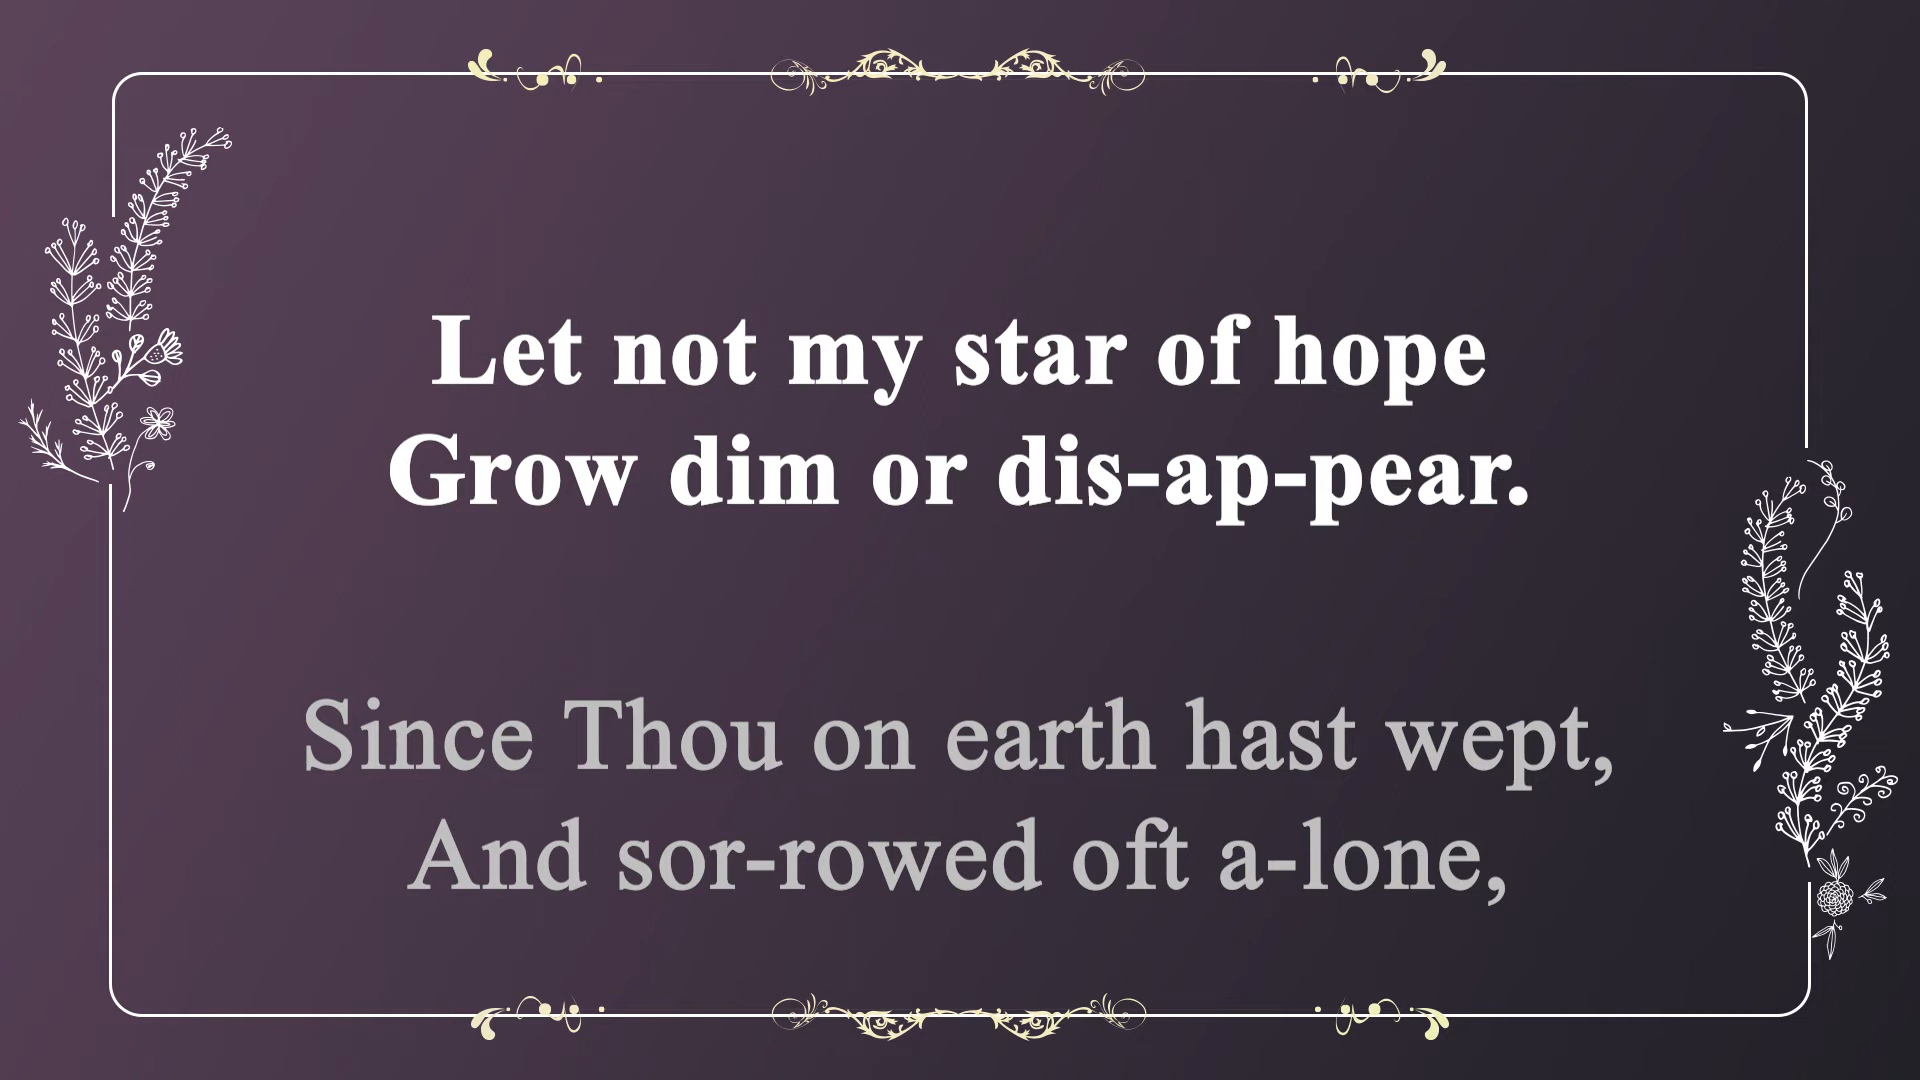 Let not my star of hope
Grow dim or dis-ap-pear.
Since Thou on earth hast wept,
And sor-rowed oft a-lone,